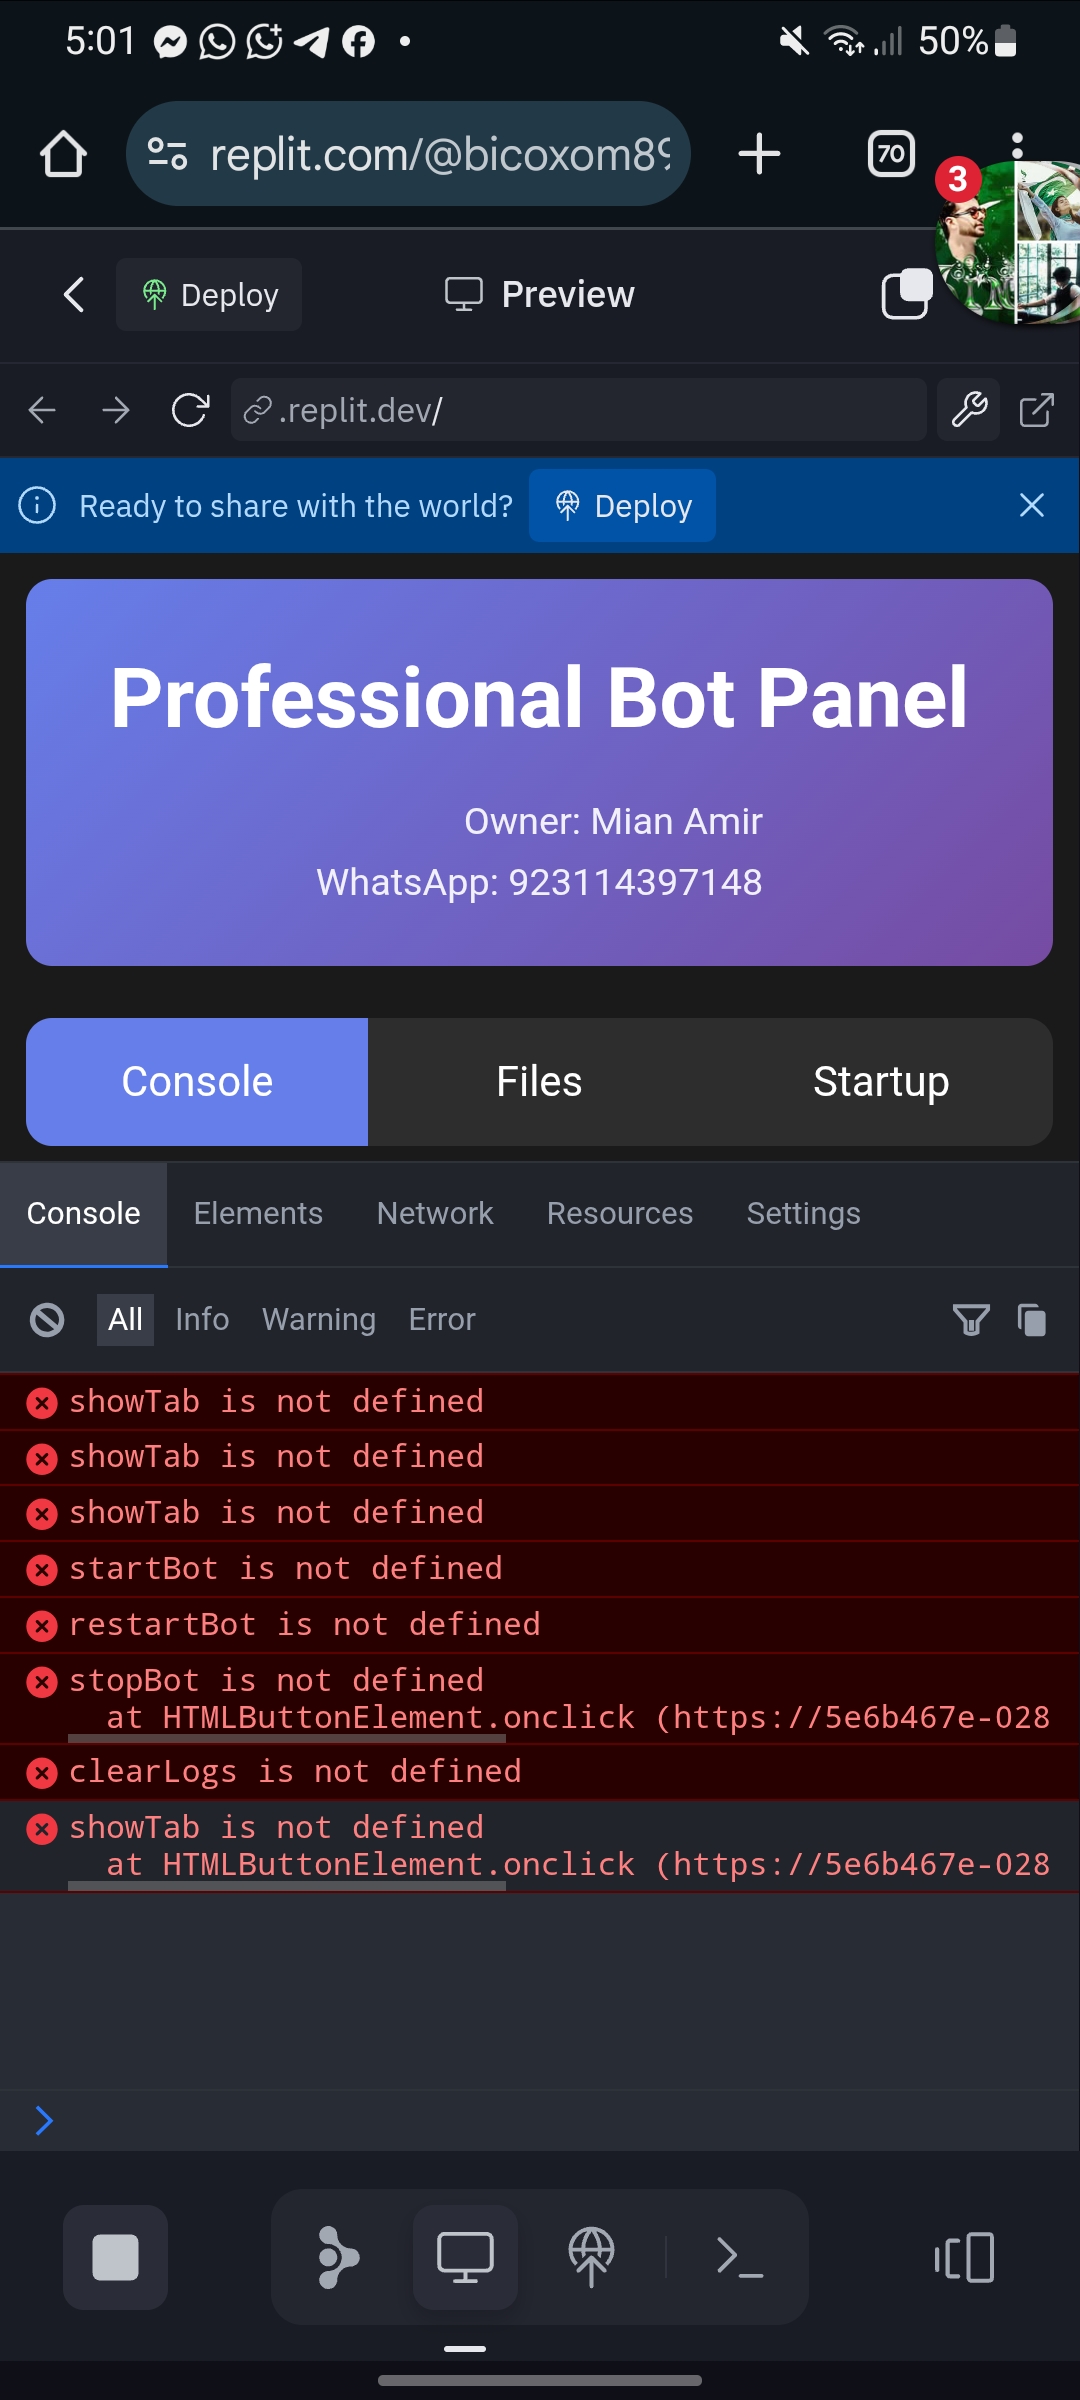 5:01
50%
replit.com/@bicoxom89
70
3
Deploy
Preview
.replit.dev/
Ready to share with the world?
Deploy
Professional Bot Panel
Owner: Mian Amir
WhatsApp: 923114397148
Console
Files
Startup
Console
Elements
Network
Resources
Settings
All
Info
Warning
Error
showTab is not defined
showTab is not defined
showTab is not defined
startBot is not defined
restartBot is not defined
stopBot is not defined
at HTMLButtonElement.onclick (https://5e6b467e-028
clearLogs is not defined
showTab is not defined
at HTMLButtonElement.onclick (https://5e6b467e-028